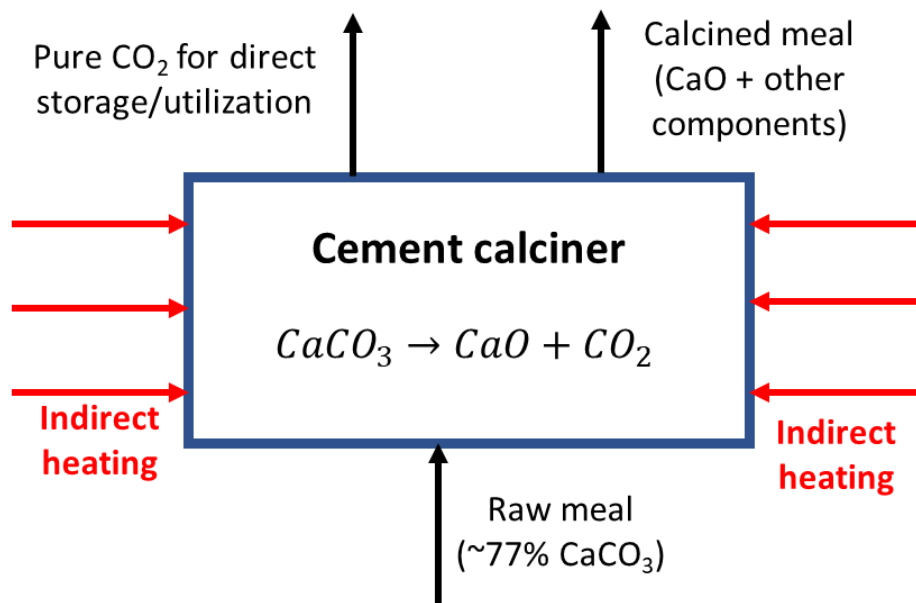 Pure CO₂ for direct
storage/utilization
Calcined meal
(CaO + other
components)
Cement calciner
CaCO₃ → CaO + CO₂
Indirect
heating
Indirect
heating
Raw meal
(~77% CaCO₃)